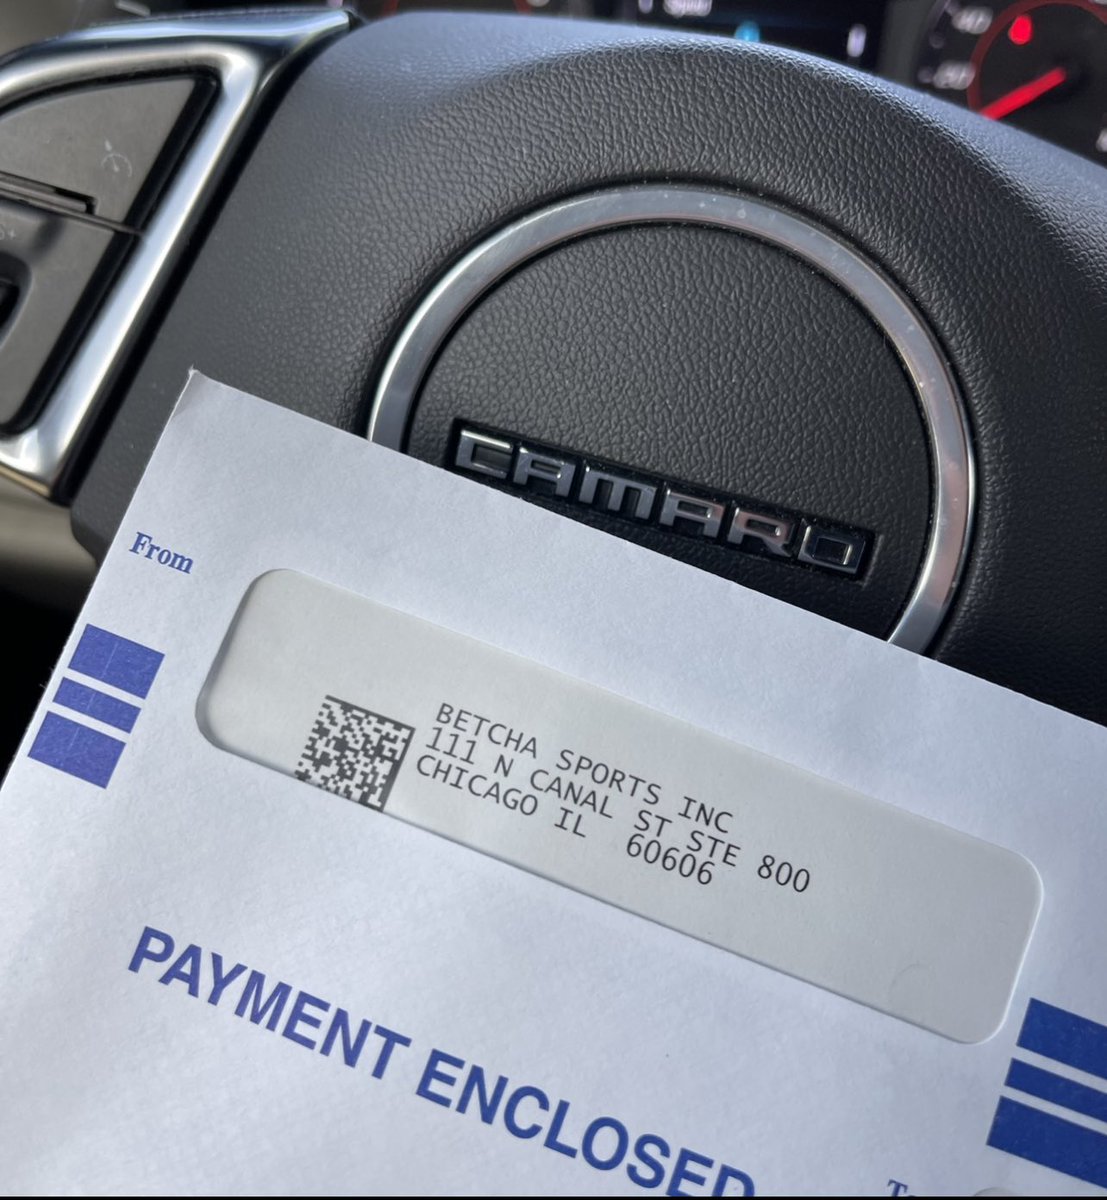 CAMARO
From
BETCHA SPORTS INC
111 N CANAL ST STE 800
CHICAGO IL 60606
PAYMENT ENCLOSED